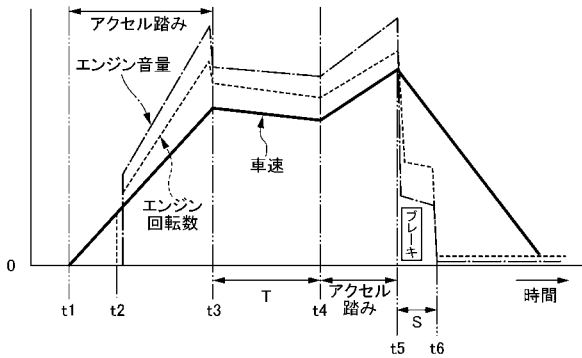 アクセル踏み
エンジン音量
車速
エンジン
回転数
ブレーキ
0
T
アクセル
踏み
S
時間
t1
t2
t3
t4
t5
t6